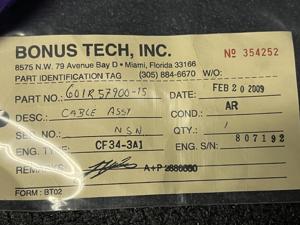 BONUS TECH, INC. Nº 354252
8575 N.W. 79 Avenue Bay D • Miami, Florida 33166
PART IDENTIFICATION TAG (305) 884-6670 W/O:
PART NO.: 601R57900-15 DATE: FEB 20 2009
DESC.: CABLE ASSY COND.: AR
SER. NO.: NSN QTY.: 1
ENG. TYPE: CF34-3A1 ENG. S/N: 807192
REMARKS: A+P
FORM: BT02